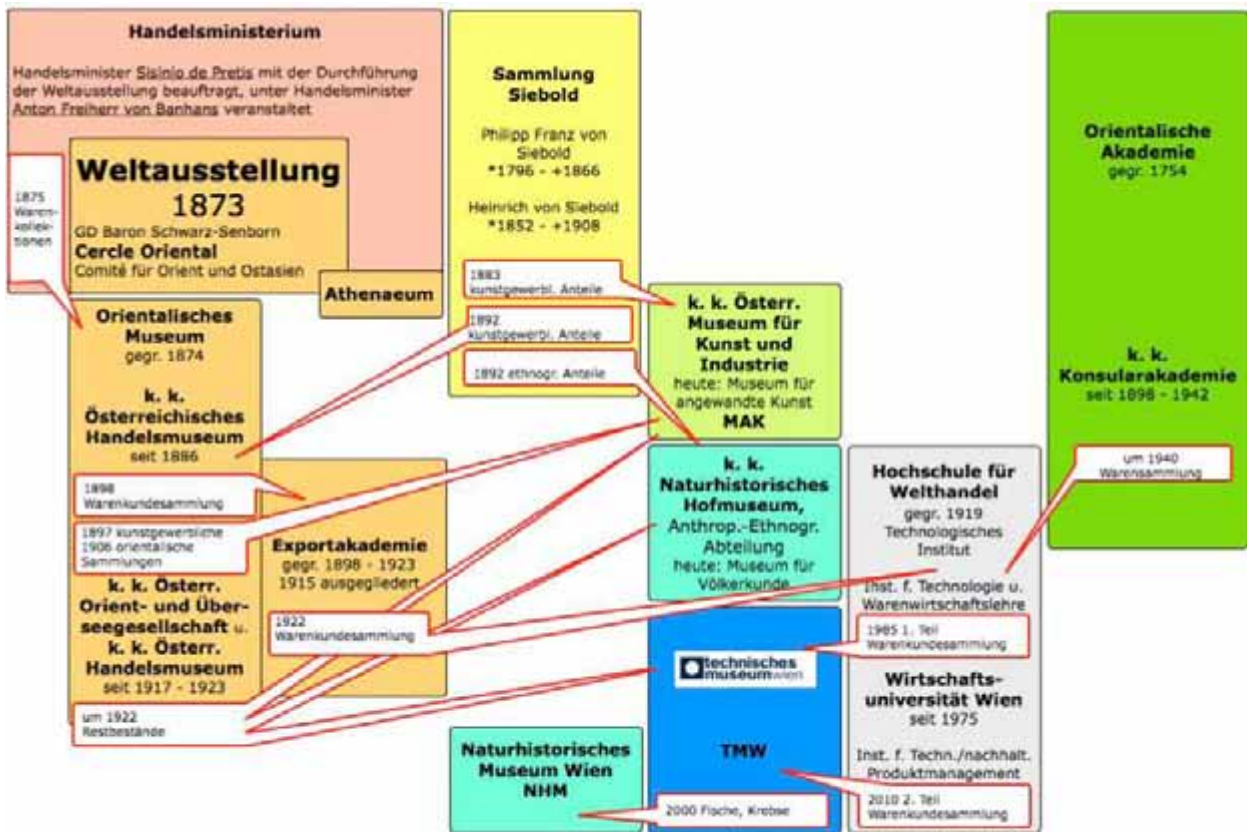 Handelsministerium
Handelsminister Sisinio de Pretis mit der Durchführung
der Weltausstellung beauftragt, unter Handelsminister
Anton Freiherr von Banhans veranstaltet
1875
Waren-
kollek-
tionen
Weltausstellung
1873
GD Baron Schwarz-Senborn
Cercle Oriental
Comité für Orient und Ostasien
Athenaeum
Orientalisches
Museum
gegr. 1874
k. k.
Österreichisches
Handelsmuseum
seit 1886
1898
Warenkundesammlung
1897 kunstgewerbliche
1906 orientalische
Sammlungen
k. k. Österr.
Orient- und Über-
seegesellschaft u.
k. k. Österr.
Handelsmuseum
seit 1917 - 1923
um 1922
Restbestände
Exportakademie
gegr. 1898 - 1923
1915 ausgegliedert
1922
Warenkundesammlung
Sammlung
Siebold
Philipp Franz von
Siebold
*1796 - +1866
Heinrich von Siebold
*1852 - +1908
1883
kunstgewerbl. Anteile
1892
kunstgewerbl. Anteile
1892 ethnogr. Anteile
k. k. Österr.
Museum für
Kunst und
Industrie
heute: Museum für
angewandte Kunst
MAK
k. k.
Naturhistorisches
Hofmuseum,
Anthrop.-Ethnogr.
Abteilung
heute: Museum für
Völkerkunde
technisches
museumwien
TMW
Naturhistorisches
Museum Wien
NHM
2000 Fische, Krebse
Hochschule für
Welthandel
gegr. 1919
Technologisches
Institut
Inst. f. Technologie u.
Warenwirtschaftslehre
1985 1. Teil
Warenkundesammlung
Wirtschafts-
universität Wien
seit 1975
Inst. f. Techn./nachhalt.
Produktmanagement
2010 2. Teil
Warenkundesammlung
Orientalische
Akademie
gegr. 1754
k. k.
Konsularakademie
seit 1898 - 1942
um 1940
Warensammlung